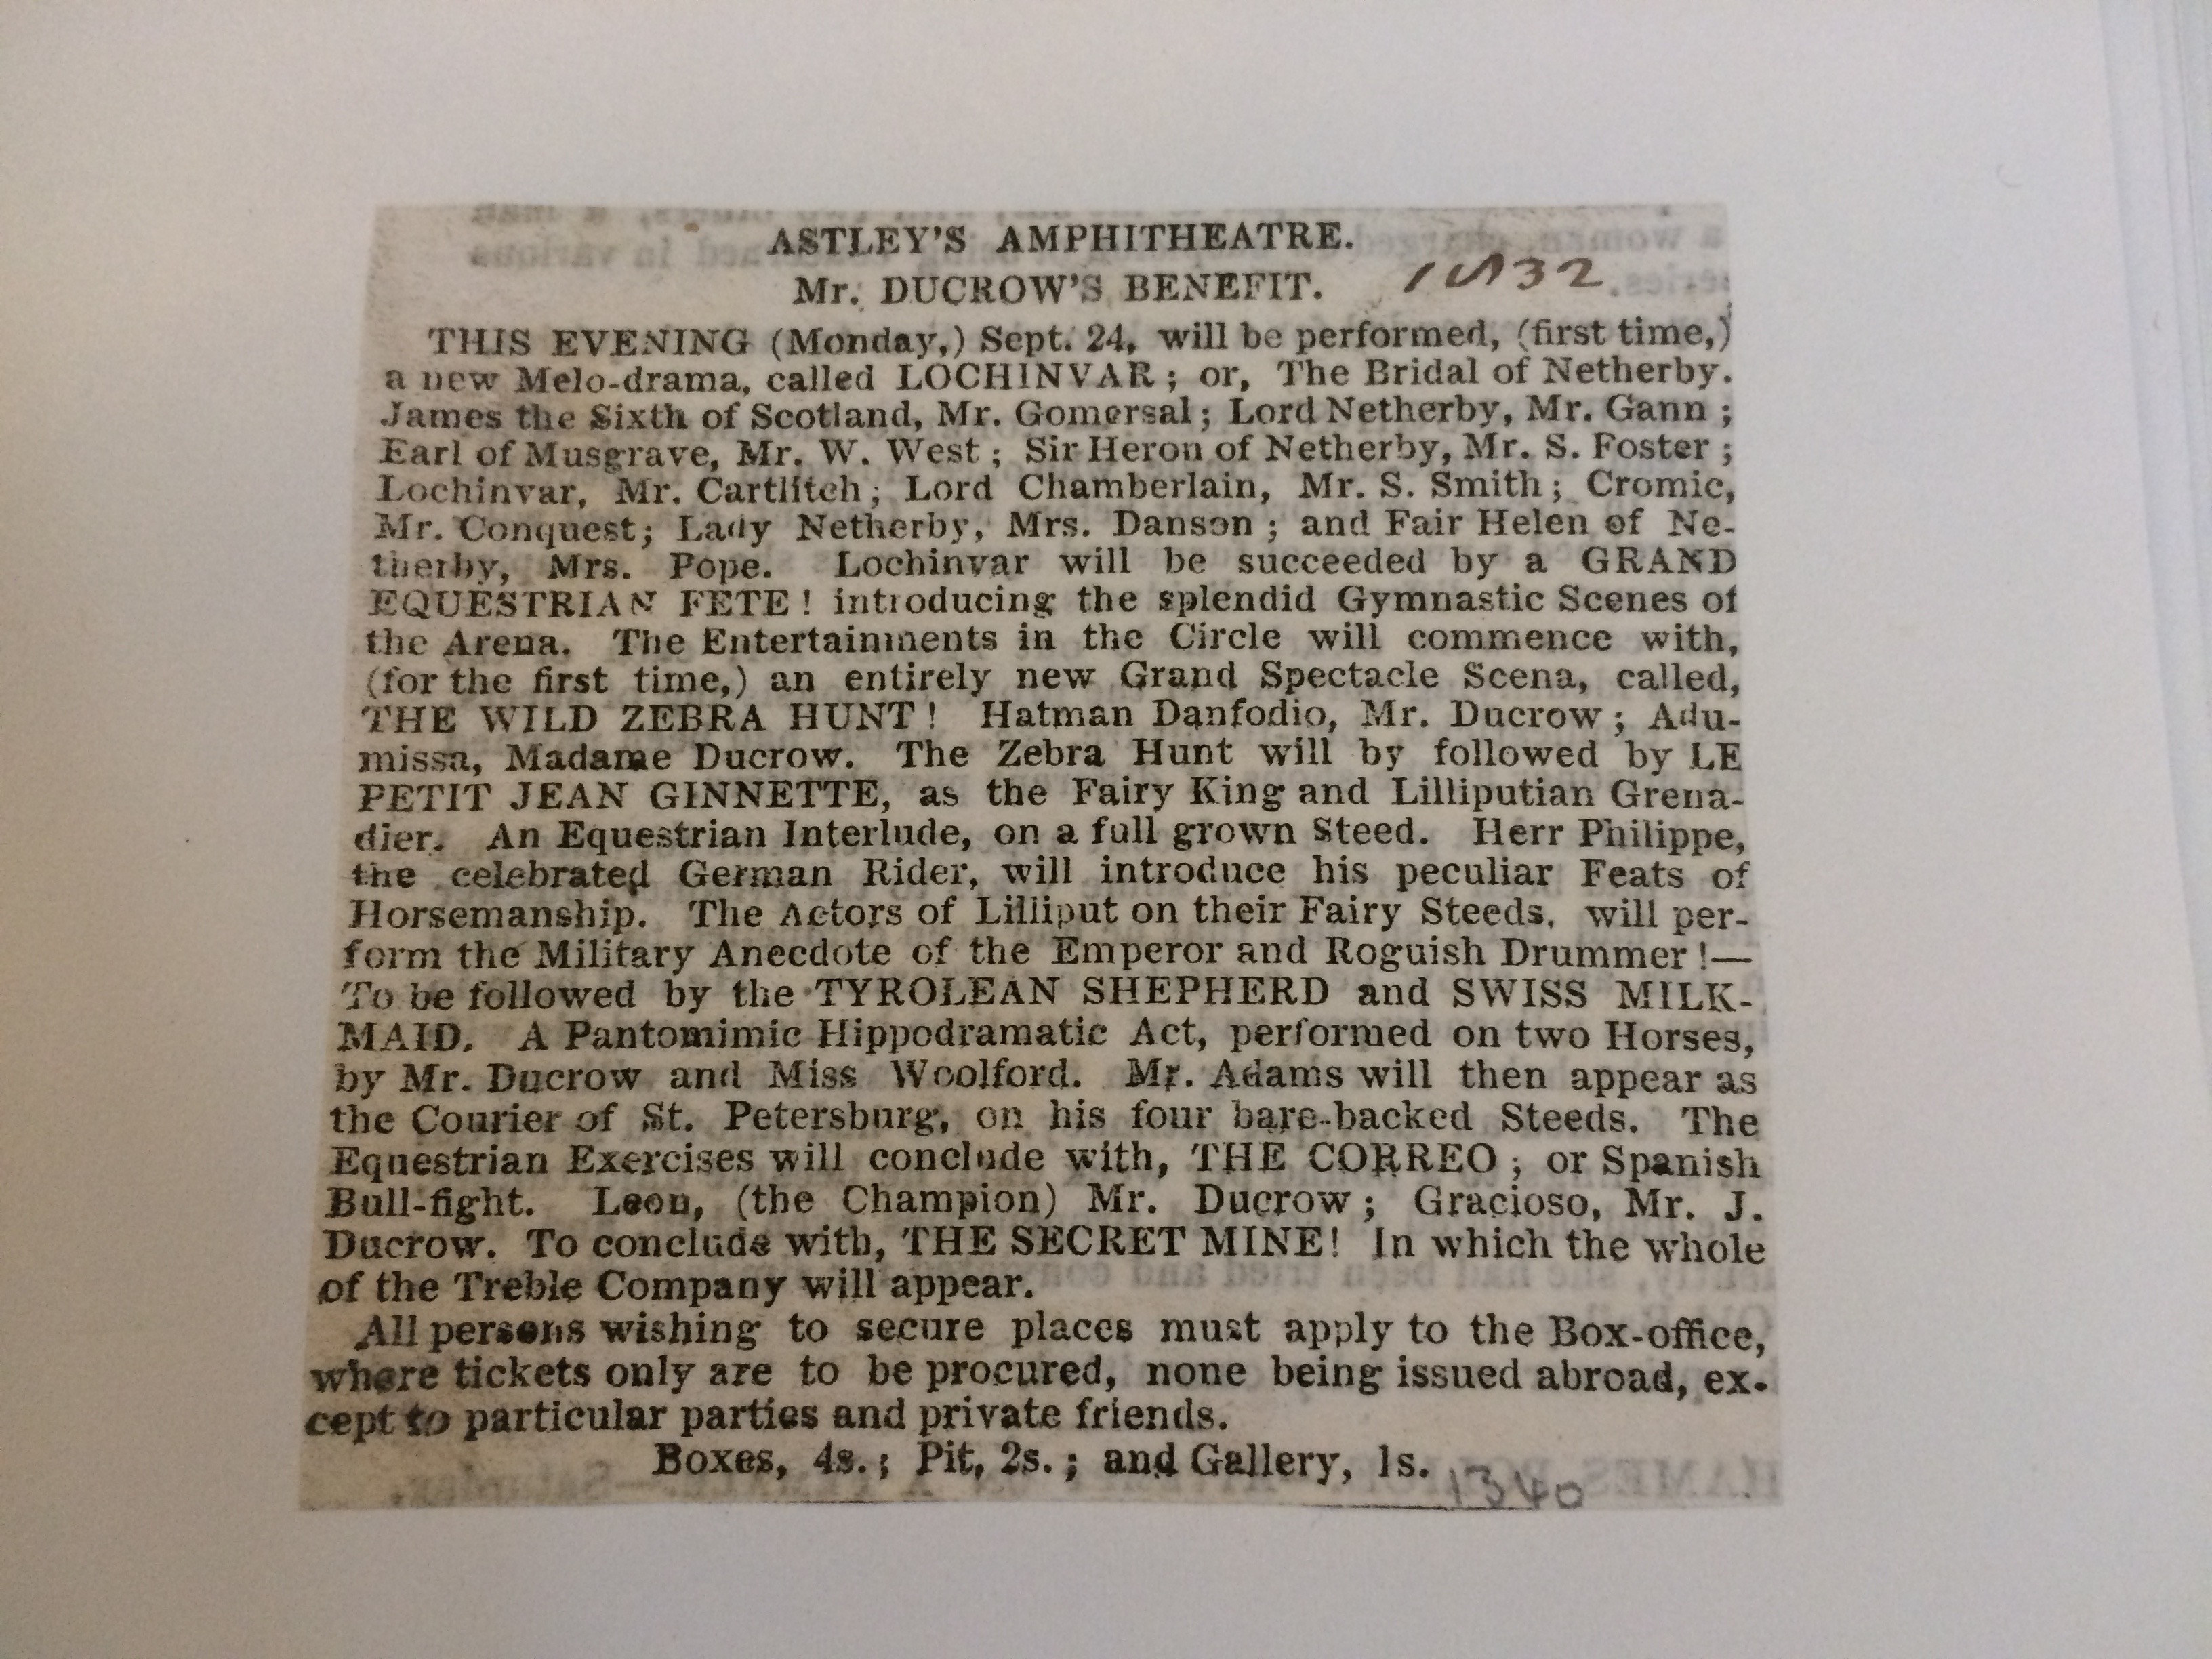 ASTLEY'S AMPHITHEATRE.
Mr. DUCROW'S BENEFIT. 1832
THIS EVENING (Monday,) Sept. 24, will be performed, (first time,)
a new Melo-drama, called LOCHINVAR; or, The Bridal of Netherby.
James the Sixth of Scotland, Mr. Gomersal; Lord Netherby, Mr. Gann;
Earl of Musgrave, Mr. W. West; Sir Heron of Netherby, Mr. S. Foster;
Lochinvar, Mr. Cartlitch; Lord Chamberlain, Mr. S. Smith; Cromic,
Mr. Conquest; Lady Netherby, Mrs. Danson; and Fair Helen of Ne-
therby, Mrs. Pope. Lochinvar will be succeeded by a GRAND
EQUESTRIAN FETE! introducing the splendid Gymnastic Scenes of
the Arena. The Entertainments in the Circle will commence with,
(for the first time,) an entirely new Grand Spectacle Scena, called,
THE WILD ZEBRA HUNT! Hatman Danfodio, Mr. Ducrow; Adu-
missa, Madame Ducrow. The Zebra Hunt will by followed by LE
PETIT JEAN GINNETTE, as the Fairy King and Lilliputian Grena-
dier. An Equestrian Interlude, on a full grown Steed. Herr Philippe,
the celebrated German Rider, will introduce his peculiar Feats of
Horsemanship. The Actors of Lilliput on their Fairy Steeds, will per-
form the Military Anecdote of the Emperor and Roguish Drummer!—
To be followed by the TYROLEAN SHEPHERD and SWISS MILK-
MAID. A Pantomimic Hippodramatic Act, performed on two Horses,
by Mr. Ducrow and Miss Woolford. Mr. Adams will then appear as
the Courier of St. Petersburg, on his four bare-backed Steeds. The
Equestrian Exercises will conclude with, THE CORREO; or Spanish
Bull-fight. Leon, (the Champion) Mr. Ducrow; Gracioso, Mr. J.
Ducrow. To conclude with, THE SECRET MINE! In which the whole
of the Treble Company will appear.
All persons wishing to secure places must apply to the Box-office,
where tickets only are to be procured, none being issued abroad, ex-
cept to particular parties and private friends.
Boxes, 4s.; Pit, 2s.; and Gallery, 1s.
1340